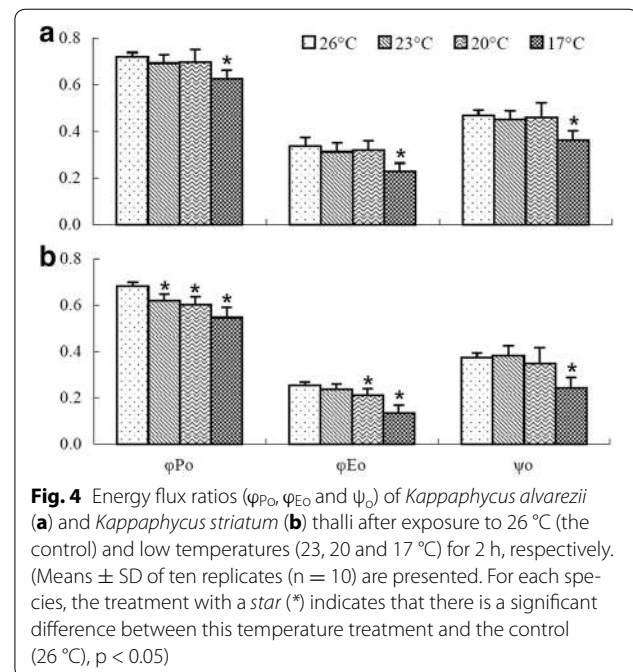 a
0.8
26°C 23°C 20°C 17°C
*
0.6
*
0.4
*
0.2
0.0
b
0.8
* * *
0.6
0.4
* *
*
0.2
0.0
φPo φEo ψo
Fig. 4 Energy flux ratios (φPo, φEo and ψo) of Kappaphycus alvarezii
(a) and Kappaphycus striatum (b) thalli after exposure to 26 °C (the
control) and low temperatures (23, 20 and 17 °C) for 2 h, respectively.
(Means ± SD of ten replicates (n = 10) are presented. For each spe-
cies, the treatment with a star (*) indicates that there is a significant
difference between this temperature treatment and the control
(26 °C), p < 0.05)